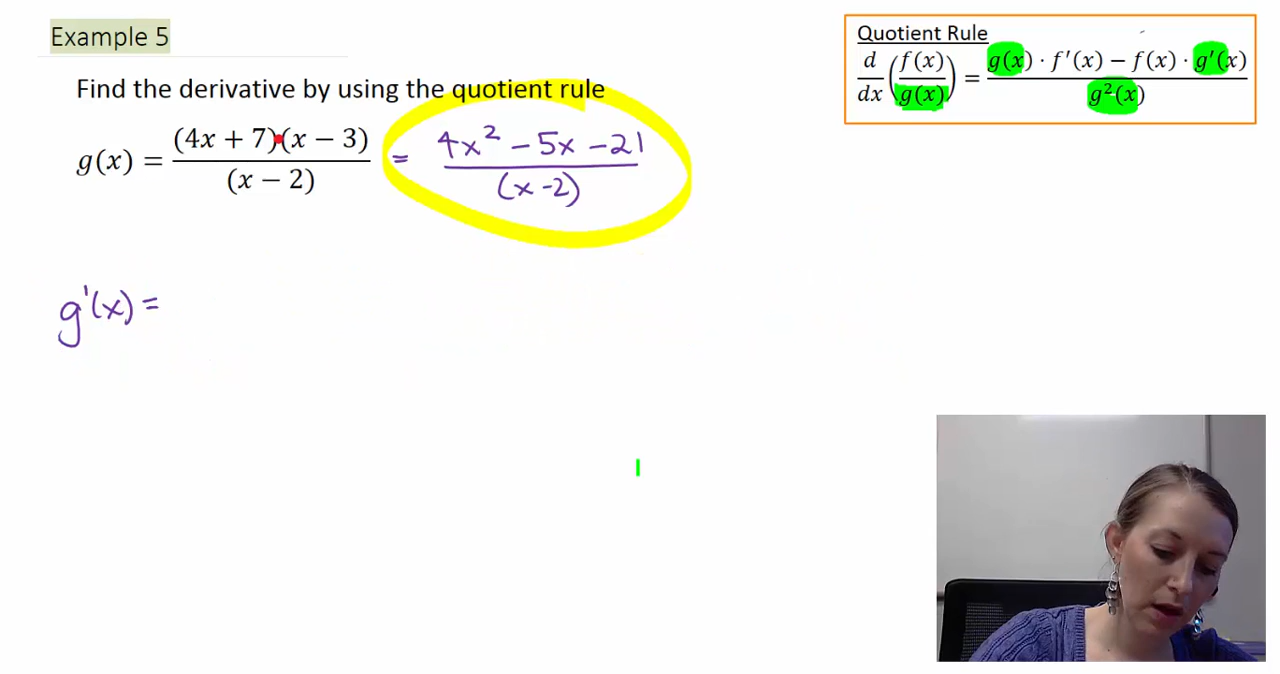 Example 5
Find the derivative by using the quotient rule
g(x) = (4x + 7)(x − 3) / (x − 2) = 4x² − 5x − 21 / (x − 2)
g'(x) =
Quotient Rule
d/dx (f(x)/g(x)) = g(x) · f'(x) − f(x) · g'(x) / g²(x)